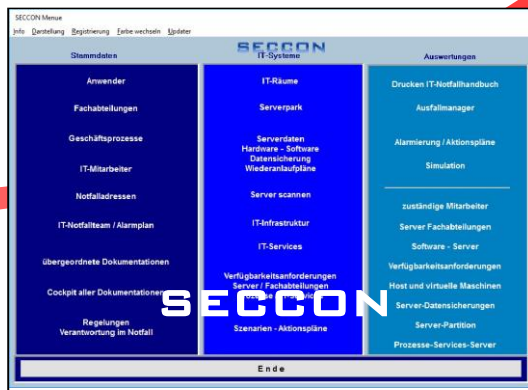 SECCON Menue
Info Darstellung Registrierung Farbe wechseln Updater
SECCON
Stammdaten
Anwender
Fachabteilungen
Geschäftsprozesse
IT-Mitarbeiter
Notfalladressen
IT-Notfallteam / Alarmplan
übergeordnete Dokumentationen
Cockpit aller Dokumentationen
Regelungen
Verantwortung im Notfall
IT-Systeme
IT-Räume
Serverpark
Serverdaten
Hardware - Software
Datensicherung
Wiederanlaufpläne
Server scannen
IT-Infrastruktur
IT-Services
Verfügbarkeitsanforderungen
Server / Fachabteilungen
Szenarien - Aktionspläne
Auswertungen
Drucken IT-Notfallhandbuch
Ausfallmanager
Alarmierung / Aktionspläne
Simulation
zuständige Mitarbeiter
Server Fachabteilungen
Software - Server
Verfügbarkeitsanforderungen
Host und virtuelle Maschinen
Server-Datensicherungen
Server-Partition
Prozesse-Services-Server
SECCON
Ende